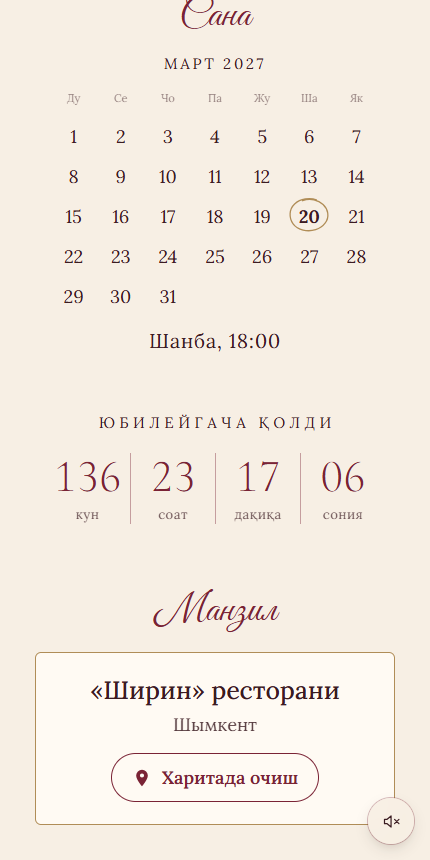 Сана
МАРТ 2027
Ду Се Чо Па Жу Ша Як
1 2 3 4 5 6 7
8 9 10 11 12 13 14
15 16 17 18 19 20 21
22 23 24 25 26 27 28
29 30 31
Шанба, 18:00
ЮБИЛЕЙГАЧА ҚОЛДИ
136 23 17 06
кун соат дақиқа сония
Манзил
«Ширин» ресторани
Шымкент
Харитада очиш